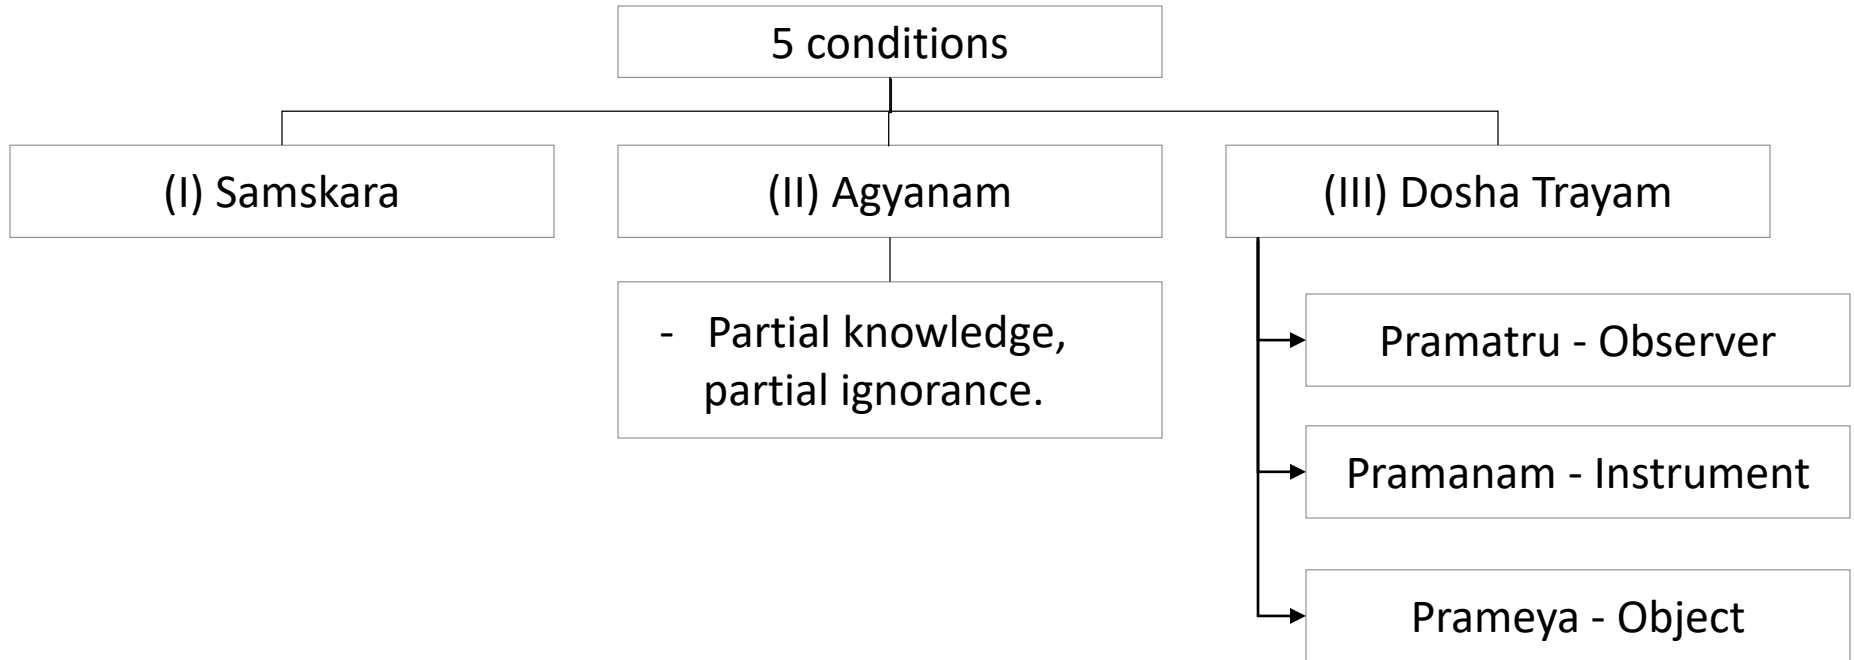 5 conditions
(I) Samskara
(II) Agyanam
(III) Dosha Trayam
- Partial knowledge,
partial ignorance.
Pramatru - Observer
Pramanam - Instrument
Prameya - Object